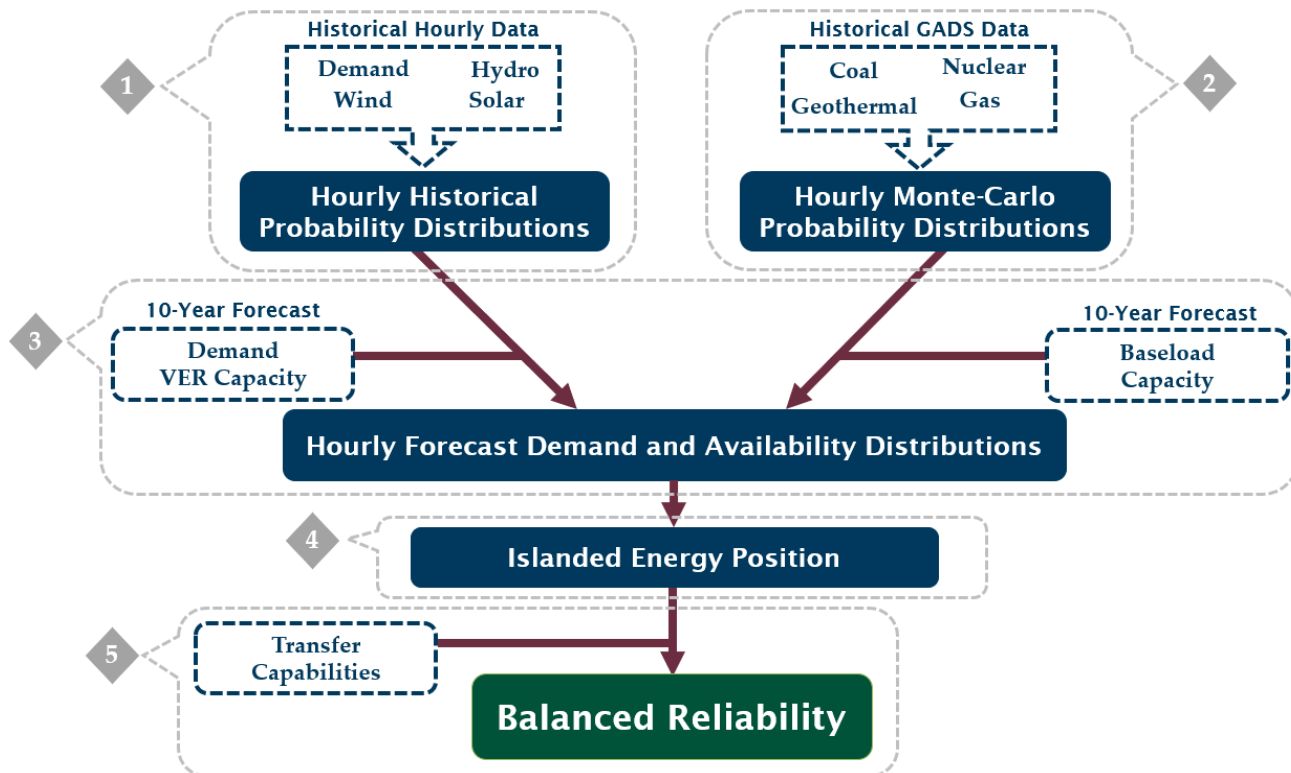 Historical Hourly Data
Demand Hydro
Wind Solar
1
Hourly Historical
Probability Distributions
Historical GADS Data
Coal Nuclear
Geothermal Gas
2
Hourly Monte-Carlo
Probability Distributions
3
10-Year Forecast
Demand
VER Capacity
10-Year Forecast
Baseload
Capacity
Hourly Forecast Demand and Availability Distributions
4
Islanded Energy Position
5
Transfer
Capabilities
Balanced Reliability